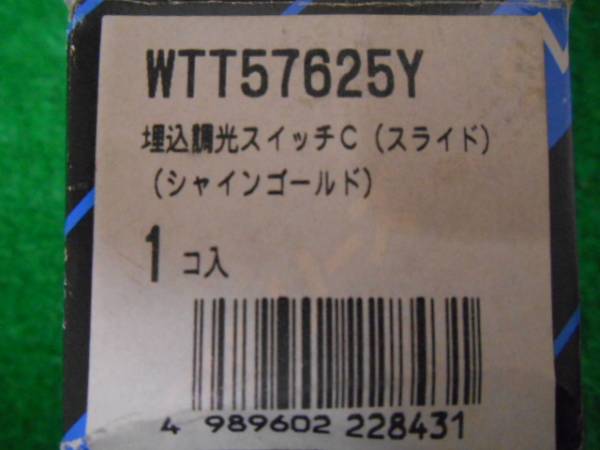 WTT57625Y
埋込調光スイッチC(スライド)
(シャインゴールド)
1 コ入
4 989602 228431